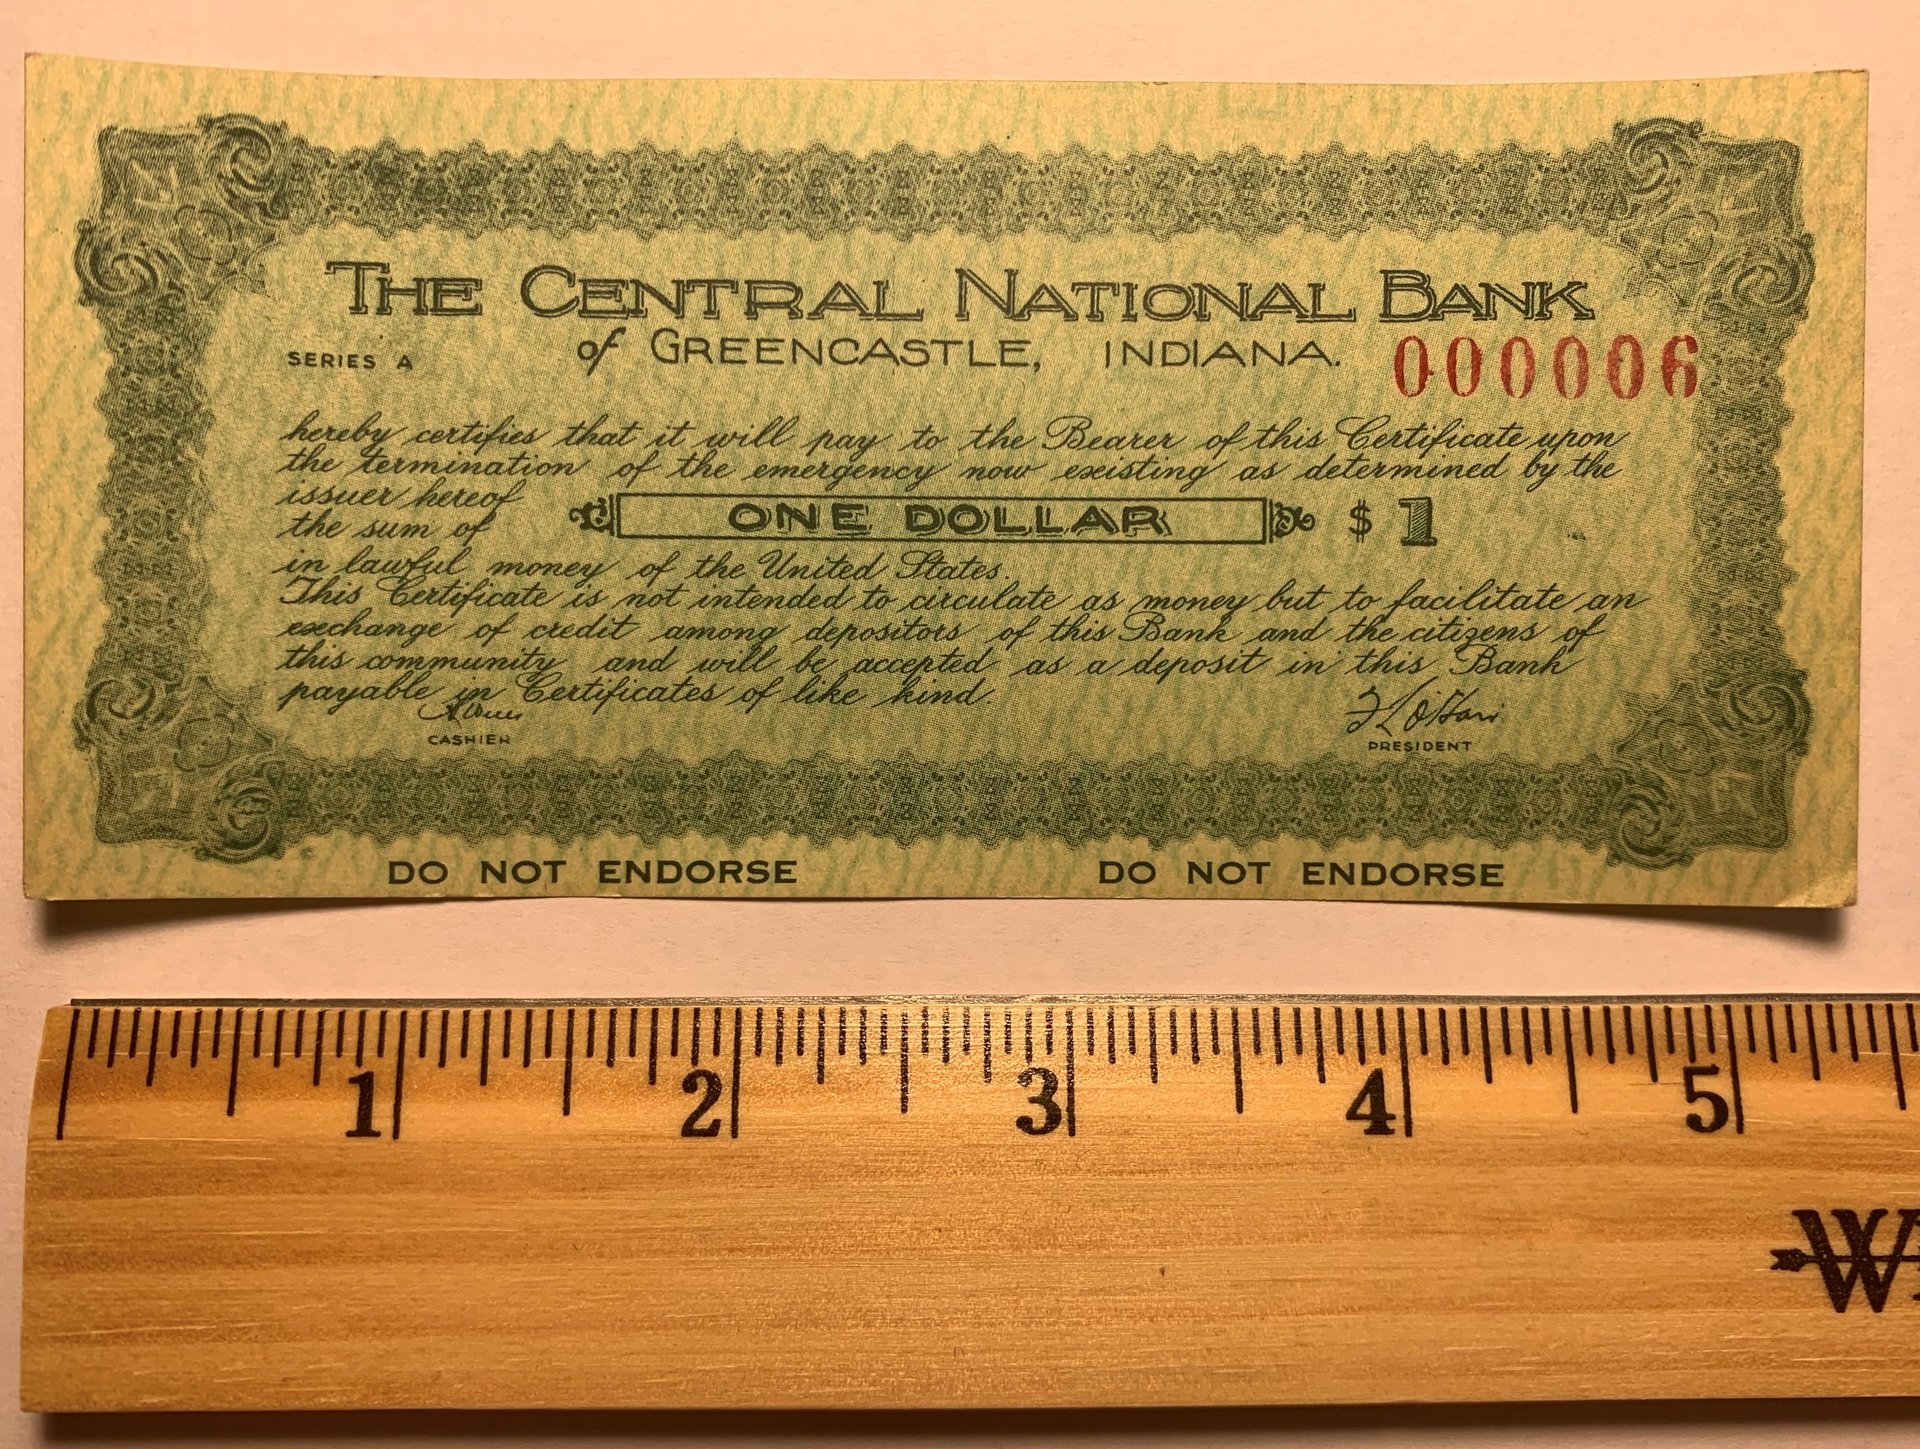 THE CENTRAL NATIONAL BANK
of GREENCASTLE, INDIANA.
SERIES A
000006
hereby certifies that it will pay to the Bearer of this Certificate upon
the termination of the emergency now existing as determined by the
issuer hereof
the sum of ONE DOLLAR $1
in lawful money of the United States.
This Certificate is not intended to circulate as money but to facilitate an
exchange of credit among depositors of this Bank and the citizens of
this community and will be accepted as a deposit in this Bank
payable in Certificates of like kind.
CASHIER PRESIDENT
DO NOT ENDORSE DO NOT ENDORSE
1 2 3 4 5